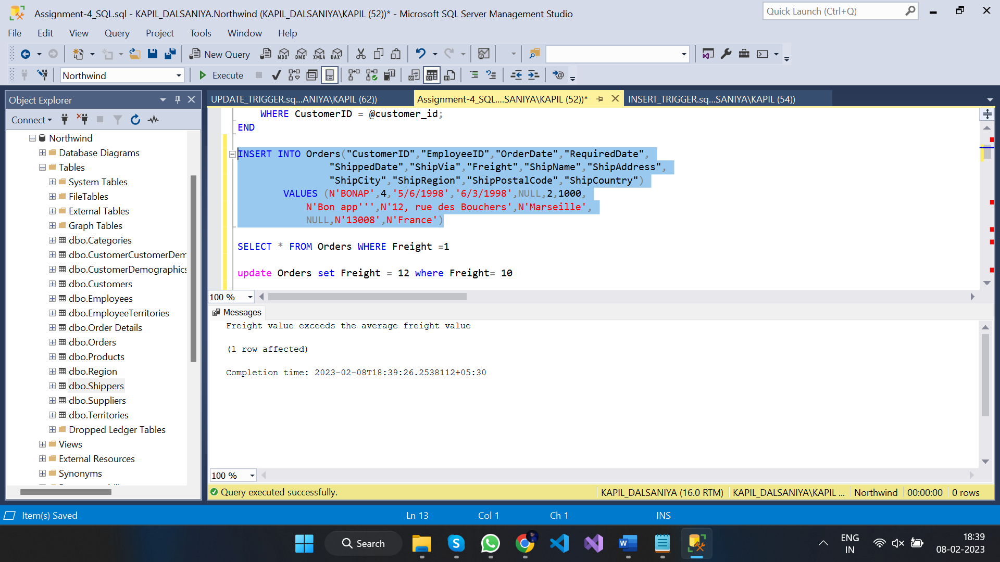 Assignment-4_SQL.sql - KAPIL_DALSANIYA.Northwind (KAPIL_DALSANIYA\KAPIL (52))* - Microsoft SQL Server Management Studio
Quick Launch (Ctrl+Q)
File Edit View Query Project Tools Window Help
New Query MDX DMX XMLA DAX
Northwind Execute
Object Explorer
UPDATE_TRIGGER.sq...ANIYA\KAPIL (62))
Assignment-4_SQL....SANIYA\KAPIL (52))*
INSERT_TRIGGER.sq...SANIYA\KAPIL (54))
Connect
Northwind
Database Diagrams
Tables
System Tables
FileTables
External Tables
Graph Tables
dbo.Categories
dbo.CustomerCustomerDem
dbo.CustomerDemographics
dbo.Customers
dbo.Employees
dbo.EmployeeTerritories
dbo.Order Details
dbo.Orders
dbo.Products
dbo.Region
dbo.Shippers
dbo.Suppliers
dbo.Territories
Dropped Ledger Tables
Views
External Resources
Synonyms
WHERE CustomerID = @customer_id;
END
INSERT INTO Orders("CustomerID","EmployeeID","OrderDate","RequiredDate",
"ShippedDate","ShipVia","Freight","ShipName","ShipAddress",
"ShipCity","ShipRegion","ShipPostalCode","ShipCountry")
VALUES (N'BONAP',4,'5/6/1998','6/3/1998',NULL,2,1000,
N'Bon app''',N'12, rue des Bouchers',N'Marseille',
NULL,N'13008',N'France')
SELECT * FROM Orders WHERE Freight =1
update Orders set Freight = 12 where Freight= 10
100 %
Messages
Freight value exceeds the average freight value
(1 row affected)
Completion time: 2023-02-08T18:39:26.2538112+05:30
100 %
Query executed successfully.
KAPIL_DALSANIYA (16.0 RTM) KAPIL_DALSANIYA\KAPIL ... Northwind 00:00:00 0 rows
Item(s) Saved Ln 13 Col 1 Ch 1 INS
Search
ENG
IN
18:39
08-02-2023